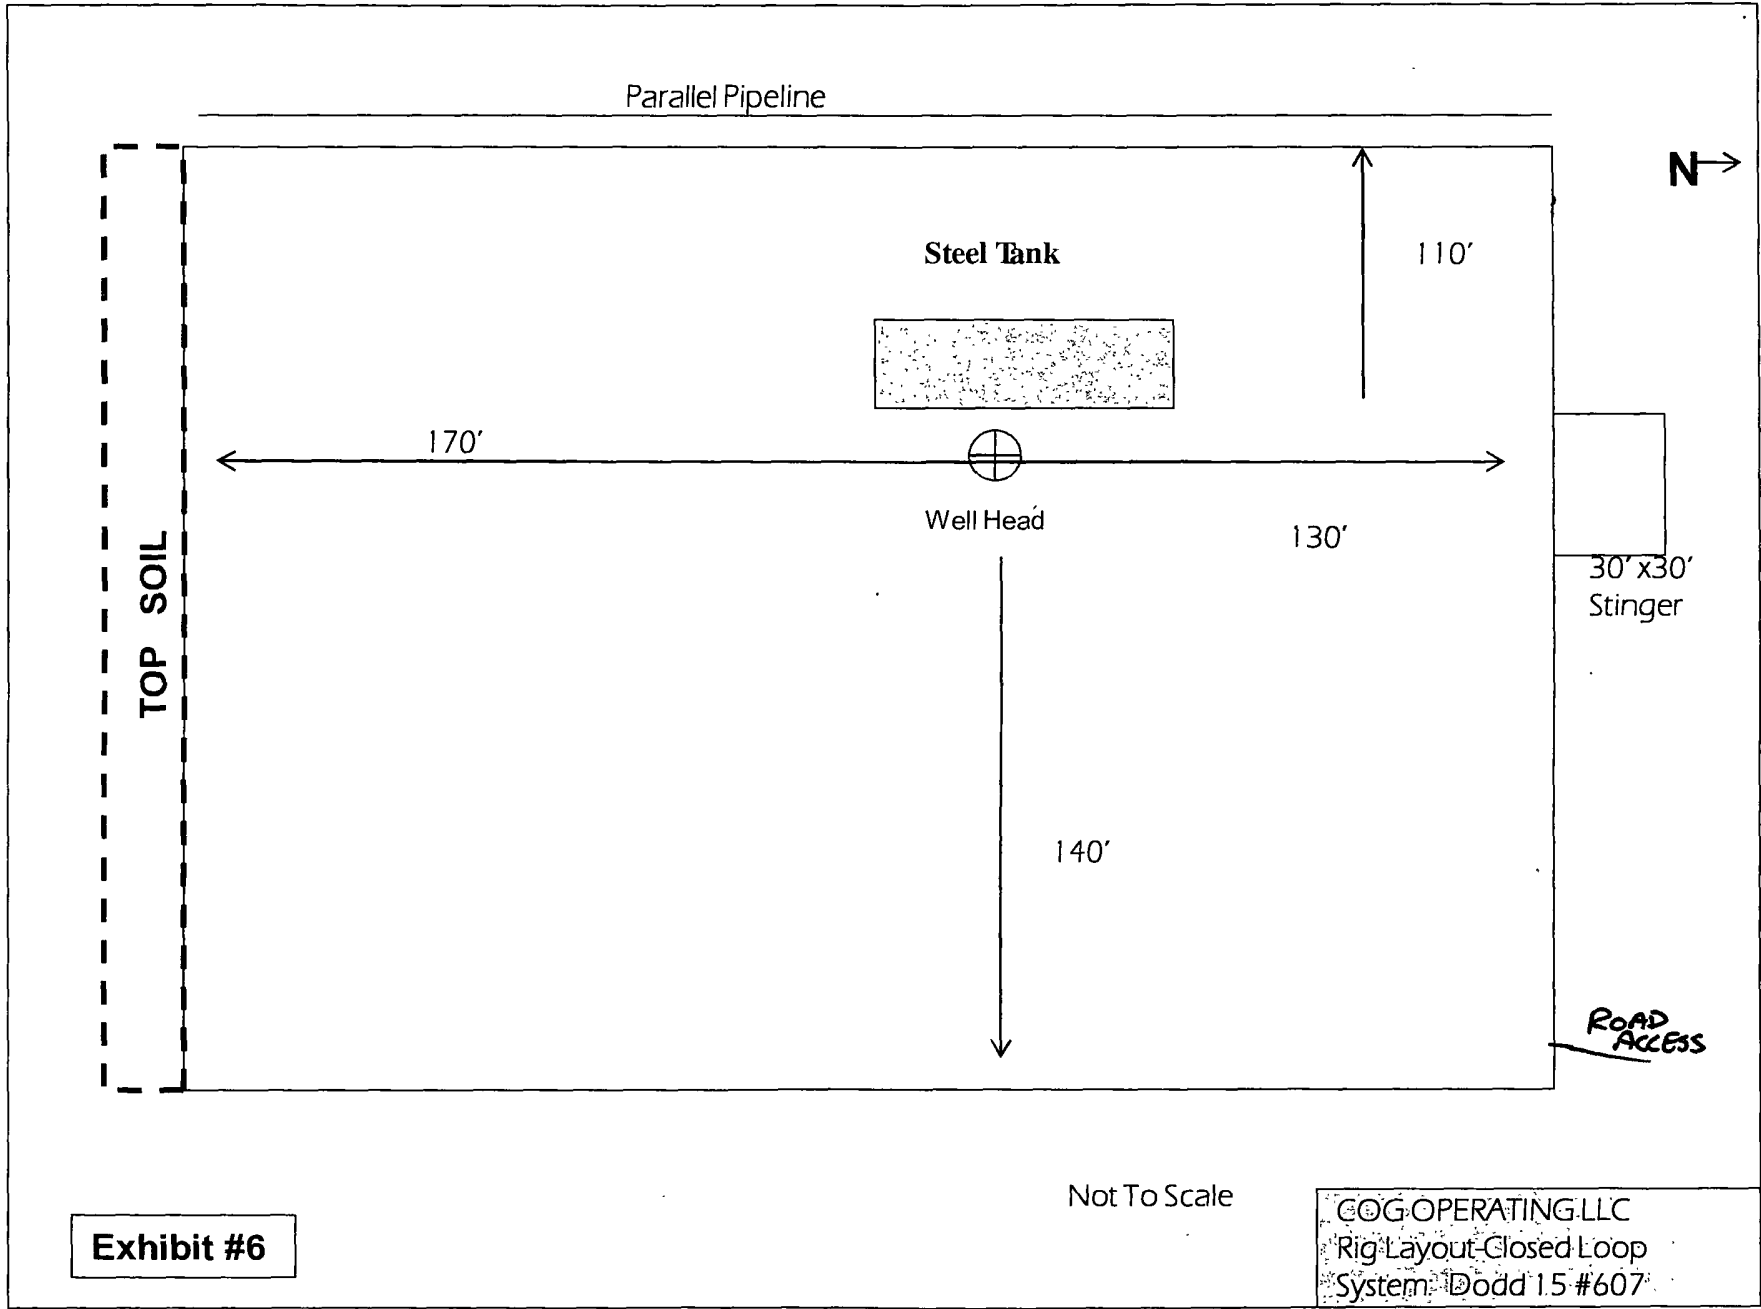 Parallel Pipeline
N
Steel Tank
110'
170'
Well Head
130'
30'x30'
Stinger
TOP SOIL
140'
ROAD
ACCESS
Not To Scale
Exhibit #6
COG OPERATING LLC
Rig Layout-Closed Loop
System: Dodd 15 #607